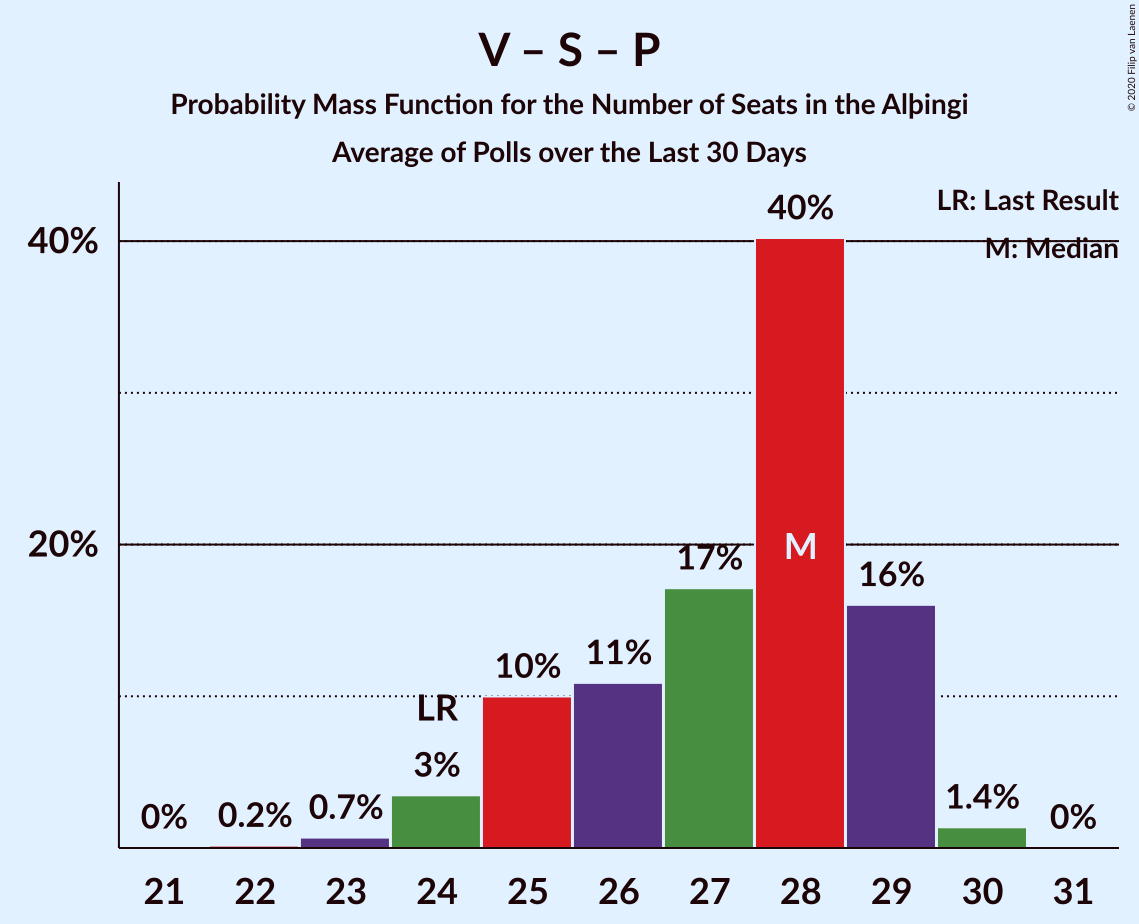 V – S – P
Probability Mass Function for the Number of Seats in the Alþingi
Average of Polls over the Last 30 Days
© 2020 Filip van Laenen
LR: Last Result
M: Median
40%
20%
0%
0.2%
0.7%
LR
3%
10%
11%
17%
40%
M
16%
1.4%
0%
21 22 23 24 25 26 27 28 29 30 31